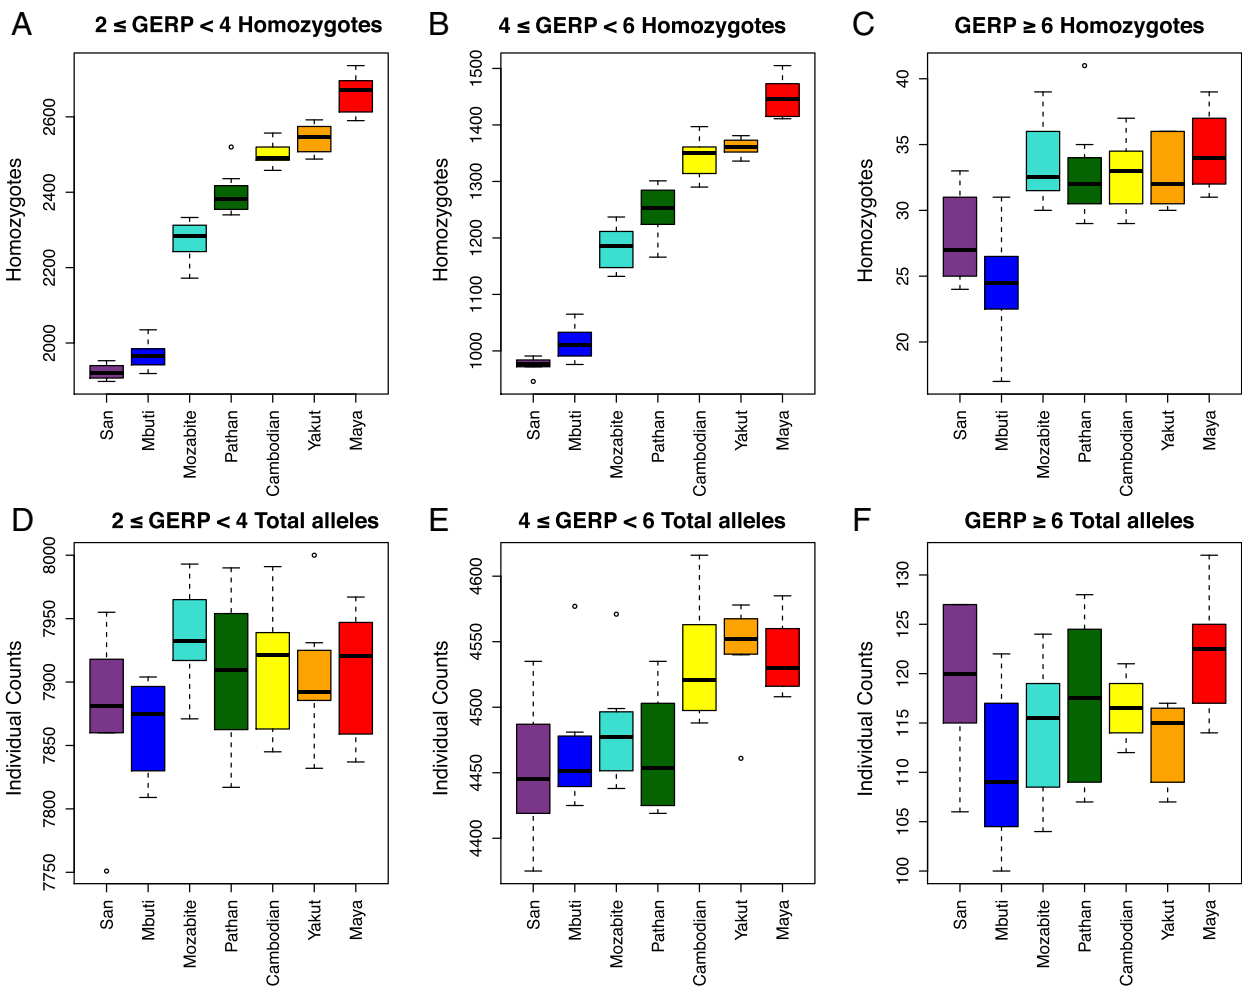 A
2 ≤ GERP < 4 Homozygotes
Homozygotes
2000
2200
2400
2600
San
Mbuti
Mozabite
Pathan
Cambodian
Yakut
Maya
B
4 ≤ GERP < 6 Homozygotes
Homozygotes
1000
1100
1200
1300
1400
1500
San
Mbuti
Mozabite
Pathan
Cambodian
Yakut
Maya
C
GERP ≥ 6 Homozygotes
Homozygotes
20
25
30
35
40
San
Mbuti
Mozabite
Pathan
Cambodian
Yakut
Maya
D
2 ≤ GERP < 4 Total alleles
Individual Counts
7750
7800
7850
7900
7950
8000
San
Mbuti
Mozabite
Pathan
Cambodian
Yakut
Maya
E
4 ≤ GERP < 6 Total alleles
Individual Counts
4400
4450
4500
4550
4600
San
Mbuti
Mozabite
Pathan
Cambodian
Yakut
Maya
F
GERP ≥ 6 Total alleles
Individual Counts
100
105
110
115
120
125
130
San
Mbuti
Mozabite
Pathan
Cambodian
Yakut
Maya